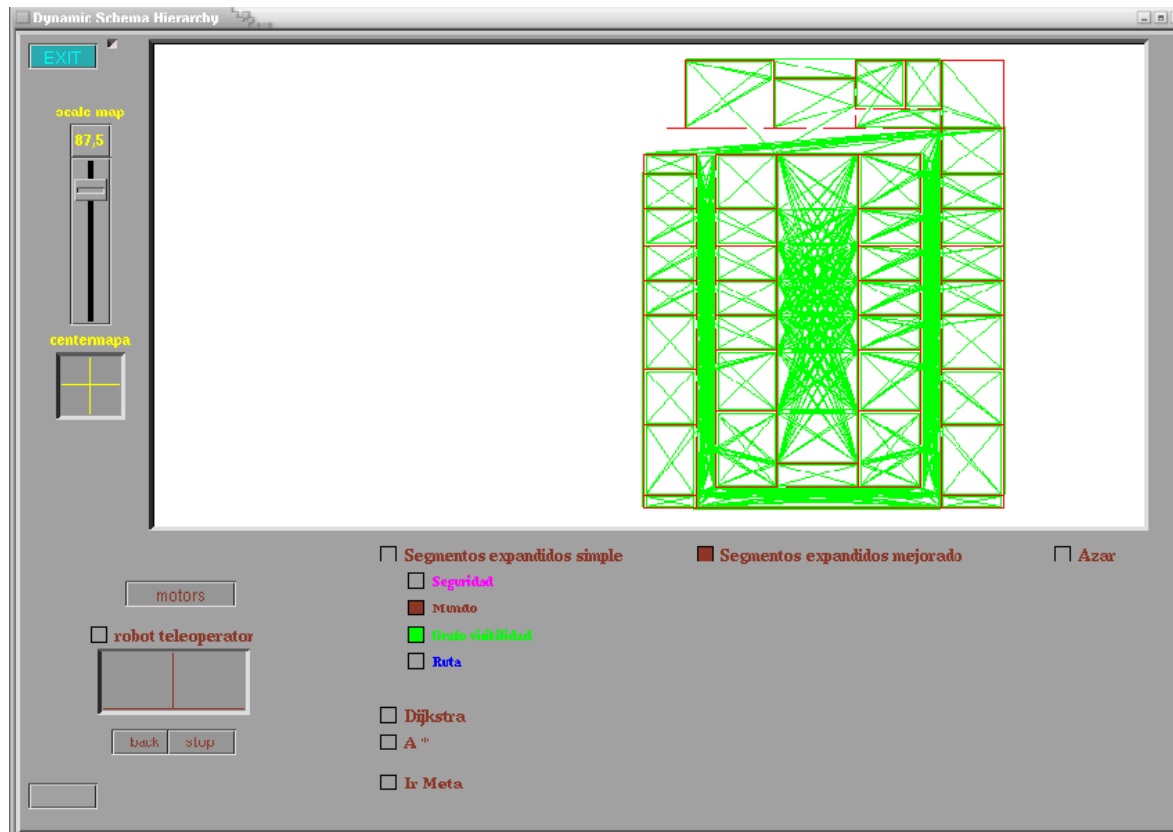 Dynamic Schema Hierarchy
EXIT
scale map
87,5
centermapa
Segmentos expandidos simple
Segmentos expandidos mejorado
Azar
Seguridad
Mundo
Grafo visibilidad
Ruta
motors
robot teleoperator
back stop
Dijkstra
A *
Ir Meta